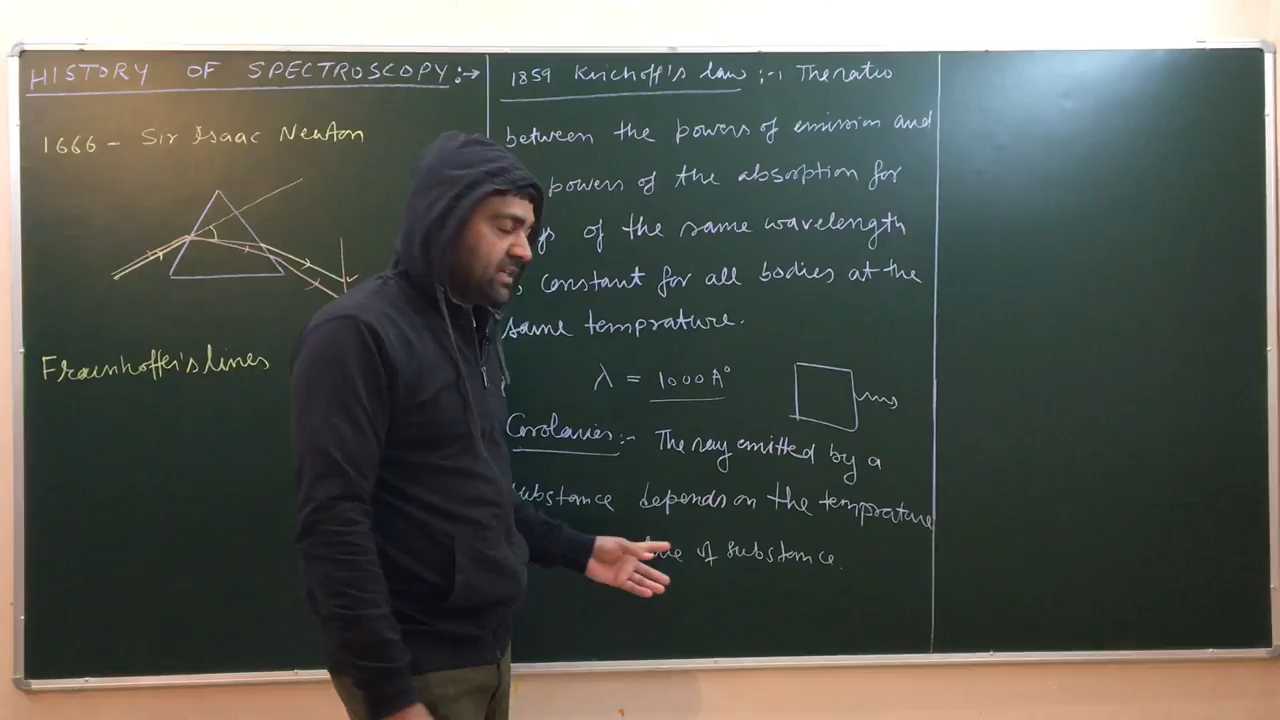 HISTORY OF SPECTROSCOPY:→
1666 - Sir Isaac Newton
Fraunhoffer's lines
1859 Kirchoff's law :- The ratio
between the powers of emission and
powers of the absorption for
of the same wavelength
constant for all bodies at the
same temprature.
λ = 1000 A°
Corolaries:- The ray emitted by a
substance depends on the temprature
of substance.